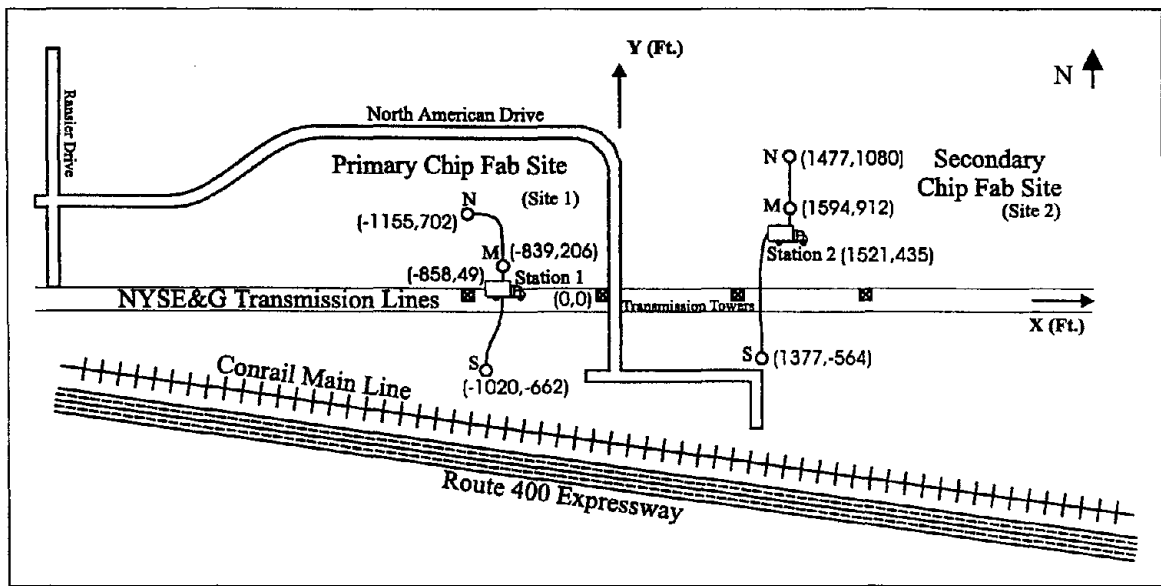 Y (Ft.)
N
Ransier Drive
North American Drive
Primary Chip Fab Site
(Site 1)
N
(-1155,702)
M
(-839,206)
(-858,49)
Station 1
N
(1477,1080)
Secondary
Chip Fab Site
(Site 2)
M
(1594,912)
Station 2 (1521,435)
NYSE&G Transmission Lines
(0,0)
Transmission Towers
X (Ft.)
S
(-1020,-662)
S
(1377,-564)
Conrail Main Line
Route 400 Expressway